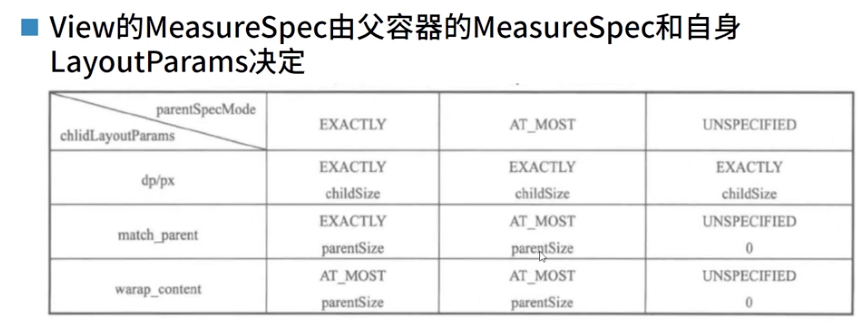 View的MeasureSpec由父容器的MeasureSpec和自身
LayoutParams决定
parentSpecMode
chlidLayoutParams
EXACTLY
AT_MOST
UNSPECIFIED
dp/px
EXACTLY
childSize
EXACTLY
childSize
EXACTLY
childSize
match_parent
EXACTLY
parentSize
AT_MOST
parentSize
UNSPECIFIED
0
warap_content
AT_MOST
parentSize
AT_MOST
parentSize
UNSPECIFIED
0